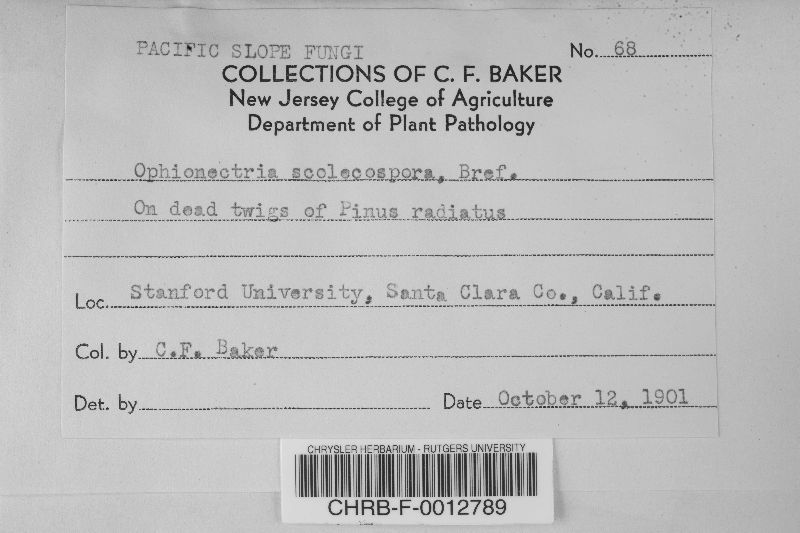 PACIFIC SLOPE FUNGI No. 68
COLLECTIONS OF C. F. BAKER
New Jersey College of Agriculture
Department of Plant Pathology
Ophionectria scolecospora, Bref.
On dead twigs of Pinus radiatus
Loc. Stanford University, Santa Clara Co., Calif.
Col. by C.F. Baker
Det. by Date October 12, 1901
CHRYSLER HERBARIUM - RUTGERS UNIVERSITY
CHRB-F-0012789